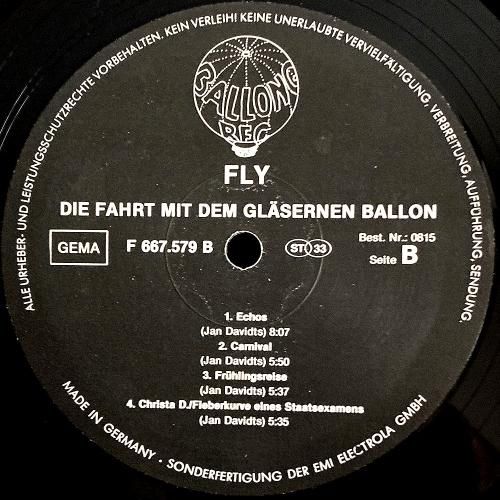 ALLE URHEBER- UND LEISTUNGSSCHUTZRECHTE VORBEHALTEN. KEIN VERLEIH! KEINE UNERLAUBTE VERVIELFÄLTIGUNG, VERBREITUNG, AUFFÜHRUNG, SENDUNG.
BALLONG
REC
FLY
DIE FAHRT MIT DEM GLÄSERNEN BALLON
GEMA F 667.579 B ST 33 Best. Nr.: 0815
Seite B
1. Echos
(Jan Davidts) 8:07
2. Carnival
(Jan Davidts) 5:50
3. Frühlingsreise
(Jan Davidts) 5:37
4. Christa D./Fieberkurve eines Staatsexamens
(Jan Davidts) 5:35
MADE IN GERMANY · SONDERFERTIGUNG DER EMI ELECTROLA GMBH